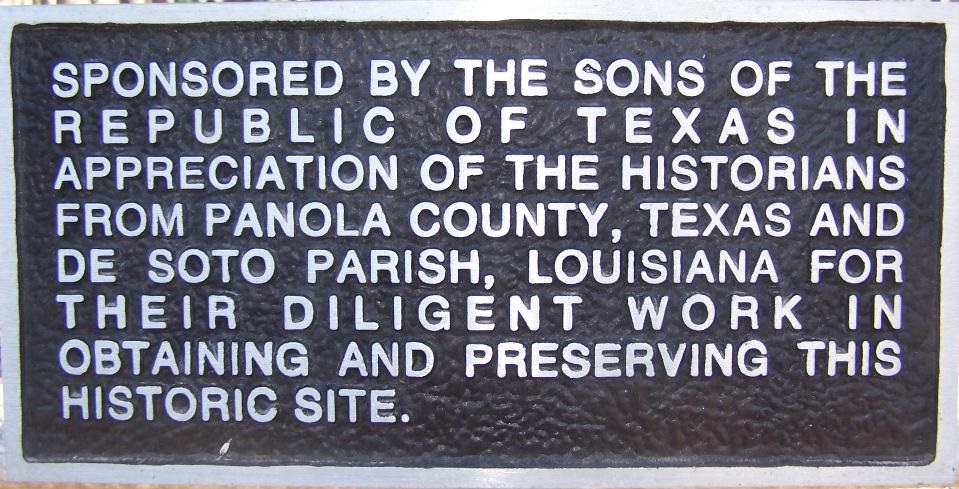 SPONSORED BY THE SONS OF THE
REPUBLIC OF TEXAS IN
APPRECIATION OF THE HISTORIANS
FROM PANOLA COUNTY, TEXAS AND
DE SOTO PARISH, LOUISIANA FOR
THEIR DILIGENT WORK IN
OBTAINING AND PRESERVING THIS
HISTORIC SITE.